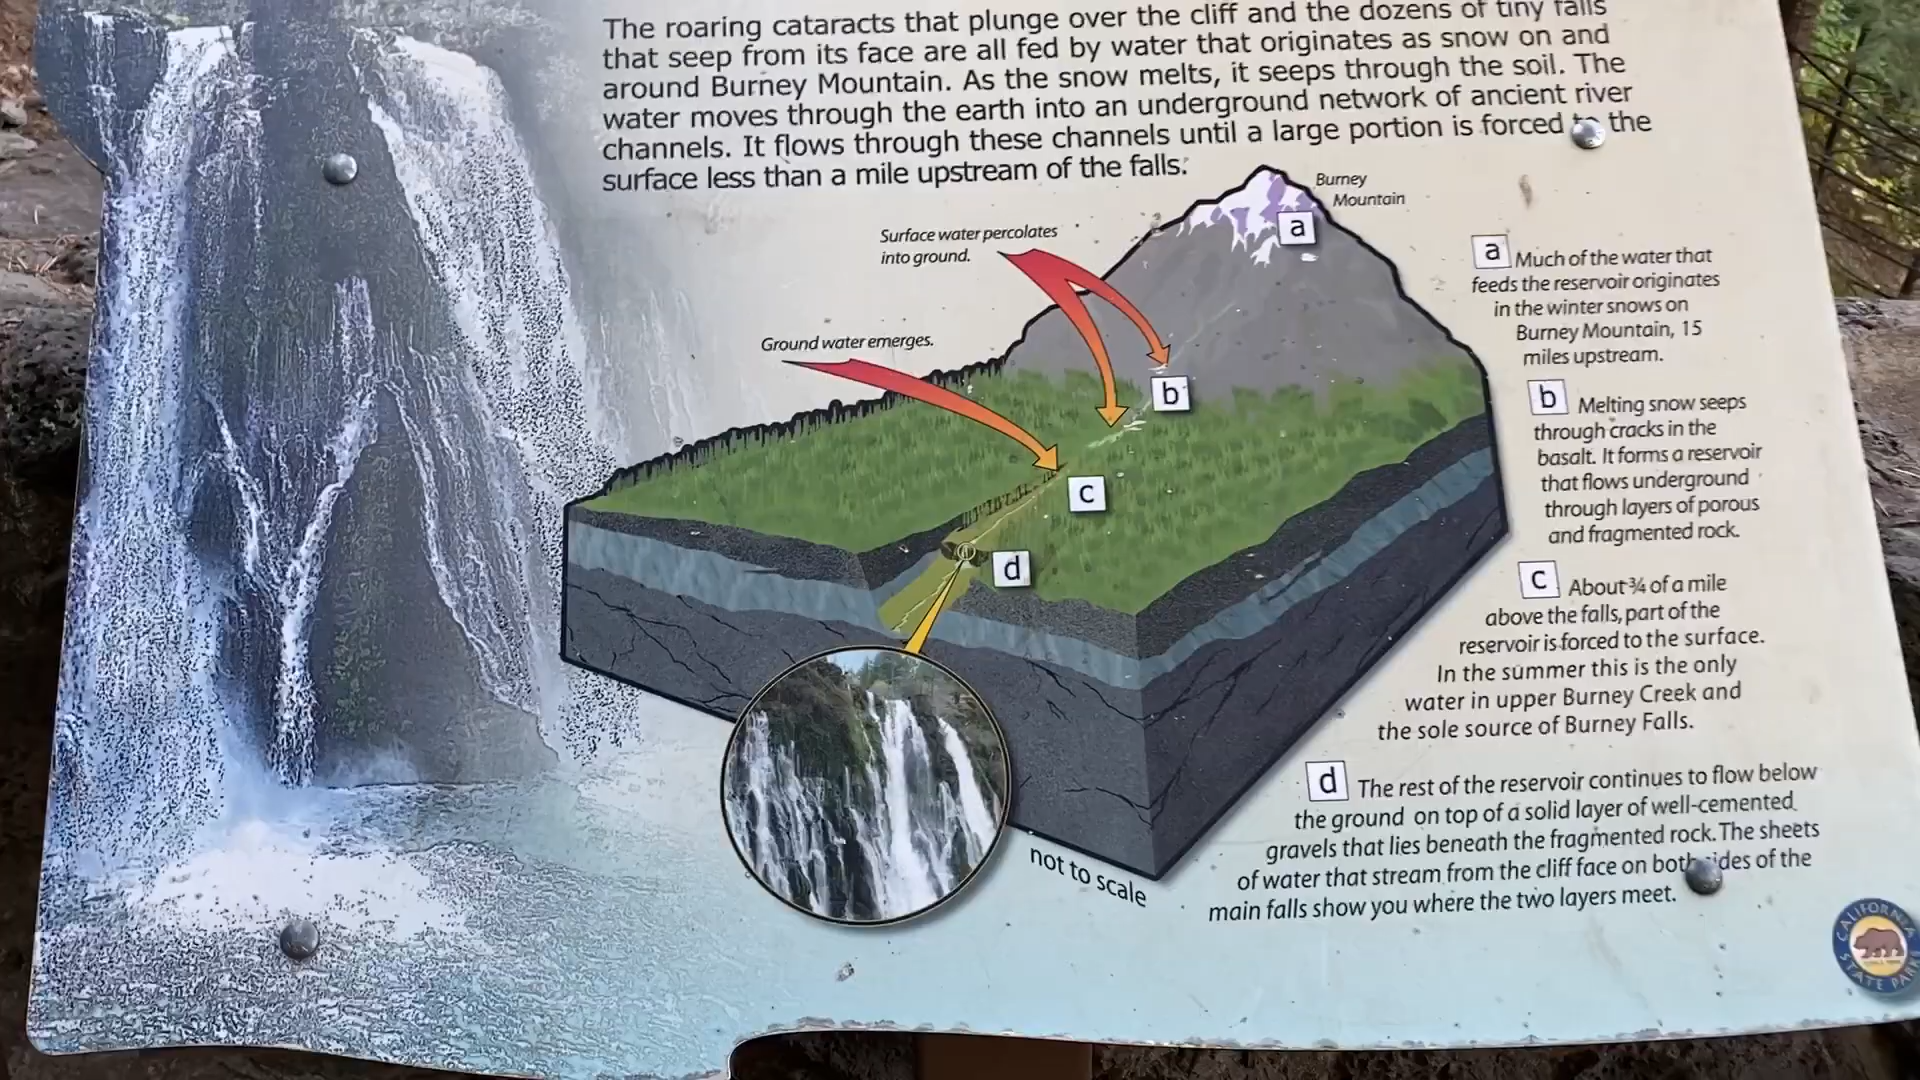 The roaring cataracts that plunge over the cliff and the dozens of tiny falls
that seep from its face are all fed by water that originates as snow on and
around Burney Mountain. As the snow melts, it seeps through the soil. The
water moves through the earth into an underground network of ancient river
channels. It flows through these channels until a large portion is forced to the
surface less than a mile upstream of the falls.
Burney
Mountain
a
Surface water percolates
into ground.
Ground water emerges.
b
c
d
not to scale
a Much of the water that
feeds the reservoir originates
in the winter snows on
Burney Mountain, 15
miles upstream.
b Melting snow seeps
through cracks in the
basalt. It forms a reservoir
that flows underground
through layers of porous
and fragmented rock.
c About ¾ of a mile
above the falls, part of the
reservoir is forced to the surface.
In the summer this is the only
water in upper Burney Creek and
the sole source of Burney Falls.
d The rest of the reservoir continues to flow below
the ground on top of a solid layer of well-cemented
gravels that lies beneath the fragmented rock. The sheets
of water that stream from the cliff face on both sides of the
main falls show you where the two layers meet.
CALIFORNIA
STATE PARKS